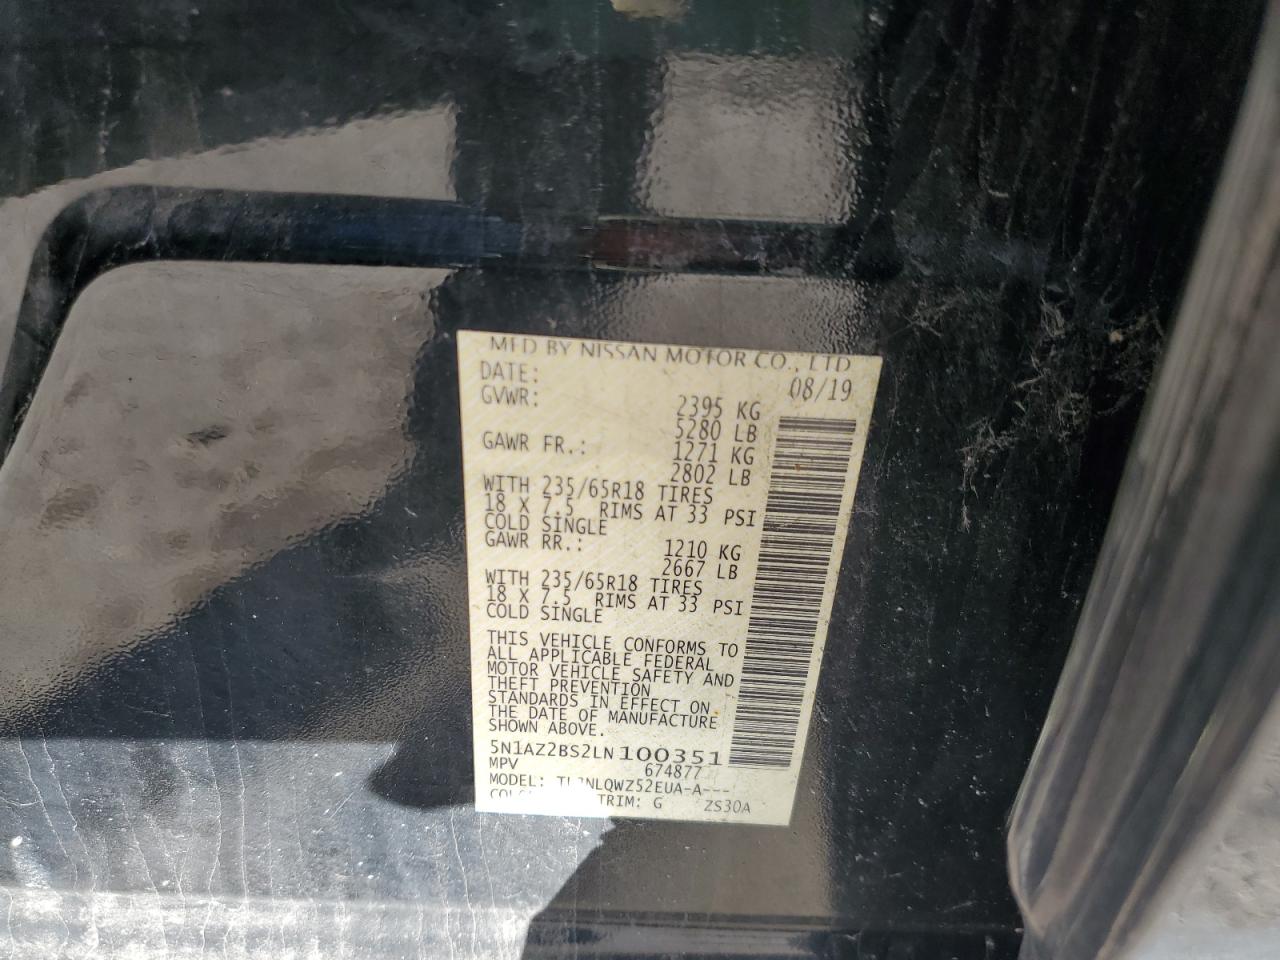 MFD BY NISSAN MOTOR CO., LTD
DATE: 08/19
GVWR: 2395 KG
5280 LB
GAWR FR.: 1271 KG
2802 LB
WITH 235/65R18 TIRES
18 X 7.5 RIMS AT 33 PSI
COLD SINGLE
GAWR RR.: 1210 KG
2667 LB
WITH 235/65R18 TIRES
18 X 7.5 RIMS AT 33 PSI
COLD SINGLE
THIS VEHICLE CONFORMS TO
ALL APPLICABLE FEDERAL
MOTOR VEHICLE SAFETY AND
THEFT PREVENTION
STANDARDS IN EFFECT ON
THE DATE OF MANUFACTURE
SHOWN ABOVE.
5N1AZ2BS2LN100351
MPV 674877
MODEL:
TRIM: G ZS30A